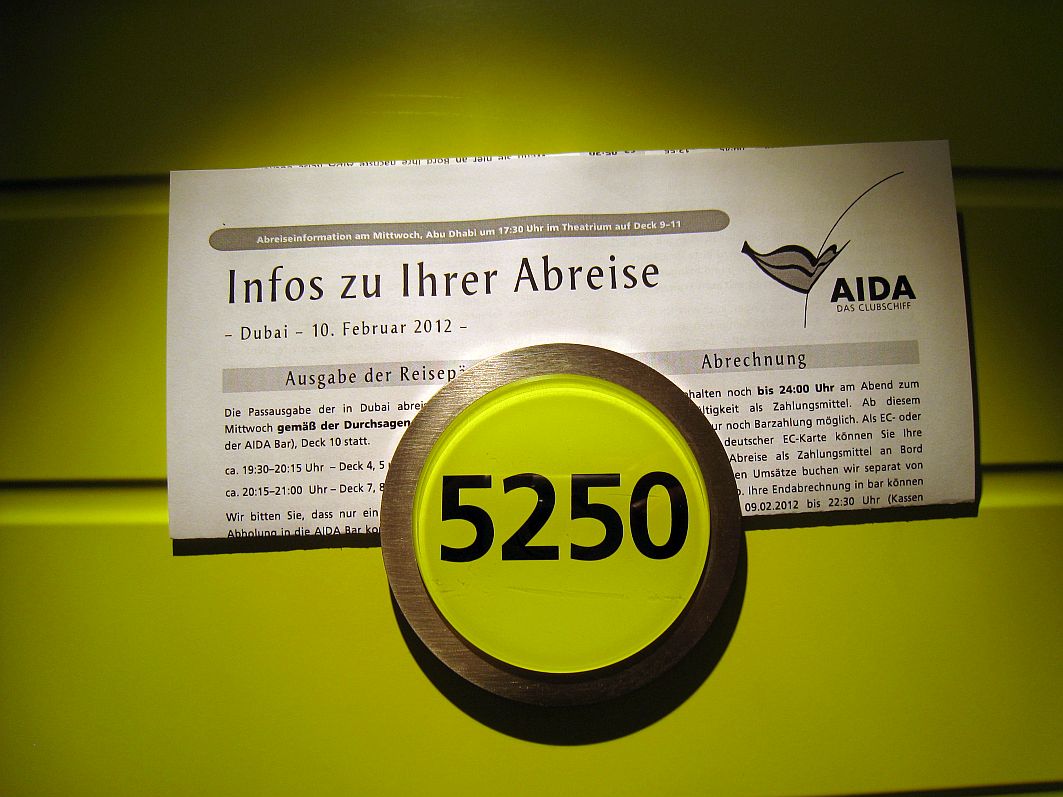 Abreiseinformation am Mittwoch, Abu Dhabi um 17:30 Uhr im Theatrium auf Deck 9–11
Infos zu Ihrer Abreise
– Dubai – 10. Februar 2012 –
AIDA
DAS CLUBSCHIFF
Ausgabe der
Die Passausgabe der in Dubai
Mittwoch gemäß der Durchsagen
der AIDA Bar), Deck 10 statt.
ca. 19:30–20:15 Uhr – Deck 4, 5
ca. 20:15–21:00 Uhr – Deck 7, 8
Wir bitten Sie, dass nur ein
Abholung in die AIDA Bar
Abrechnung
noch bis 24:00 Uhr am Abend zum
als Zahlungsmittel. Ab diesem
noch Barzahlung möglich. Als EC- oder
deutscher EC-Karte können Sie Ihre
Abreise als Zahlungsmittel an Bord
Umsätze buchen wir separat von
Ihre Endabrechnung in bar können
09.02.2012 bis 22:30 Uhr (Kassen
5250